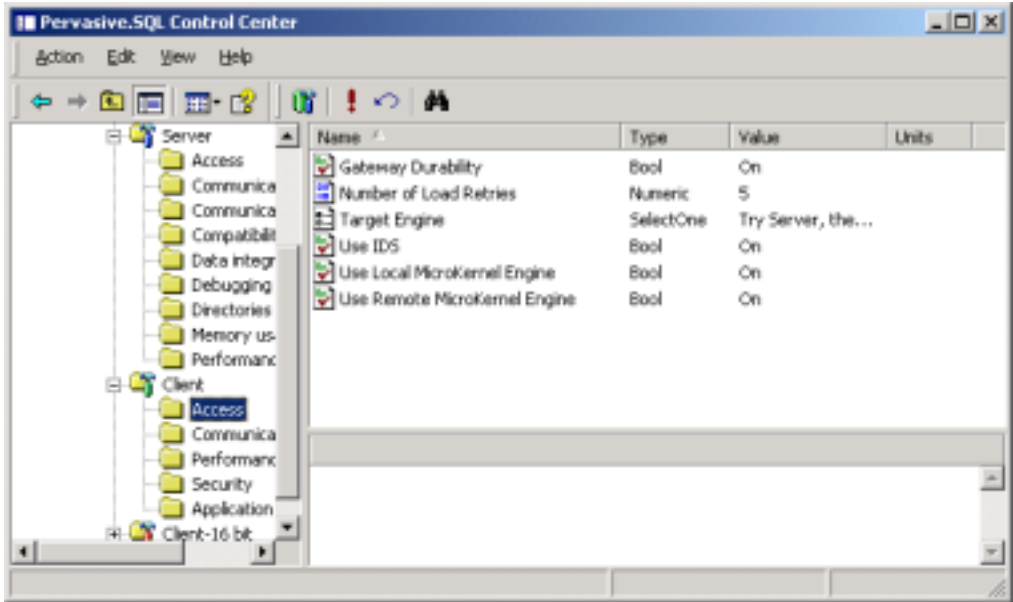 Pervasive.SQL Control Center
Action Edit View Help
Server
Access
Communica
Communica
Compatibilit
Data integr
Debugging
Directories
Memory us
Performanc
Client
Access
Communica
Performanc
Security
Application
Client-16 bit
Name Type Value Units
Gateway Durability Bool On
Number of Load Retries Numeric 5
Target Engine SelectOne Try Server, the...
Use IDS Bool On
Use Local MicroKernel Engine Bool On
Use Remote MicroKernel Engine Bool On